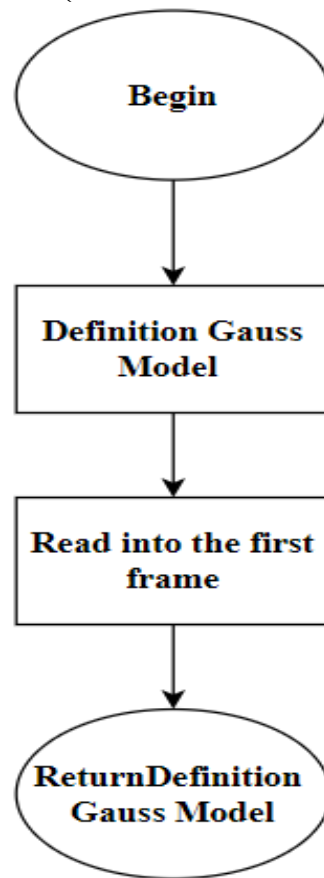 Begin
Definition Gauss
Model
Read into the first
frame
ReturnDefinition
Gauss Model